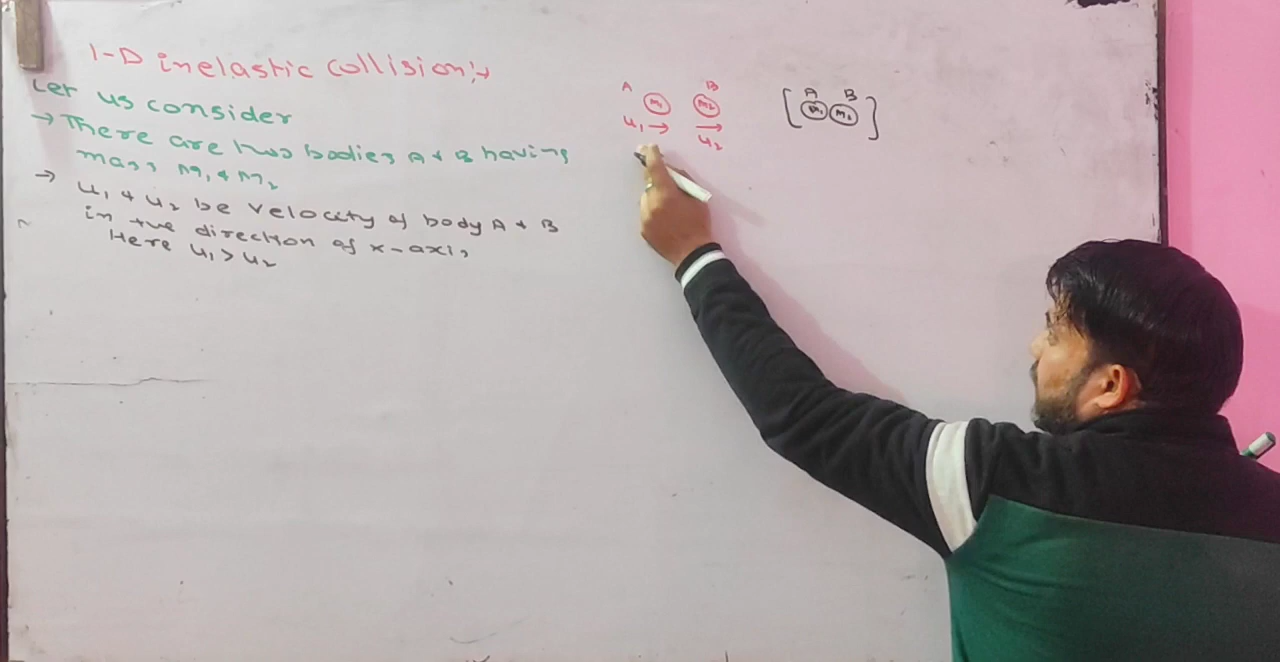 1-D inelastic collision:→
Let us consider
→ There are two bodies A & B having
mass m₁ & m₂
→ u₁ & u₂ be velocity of body A & B
in the direction of x-axis
Here u₁ > u₂
A B
m₁ m₂
u₁ → →
u₂
[ A B ]
m₁ m₂